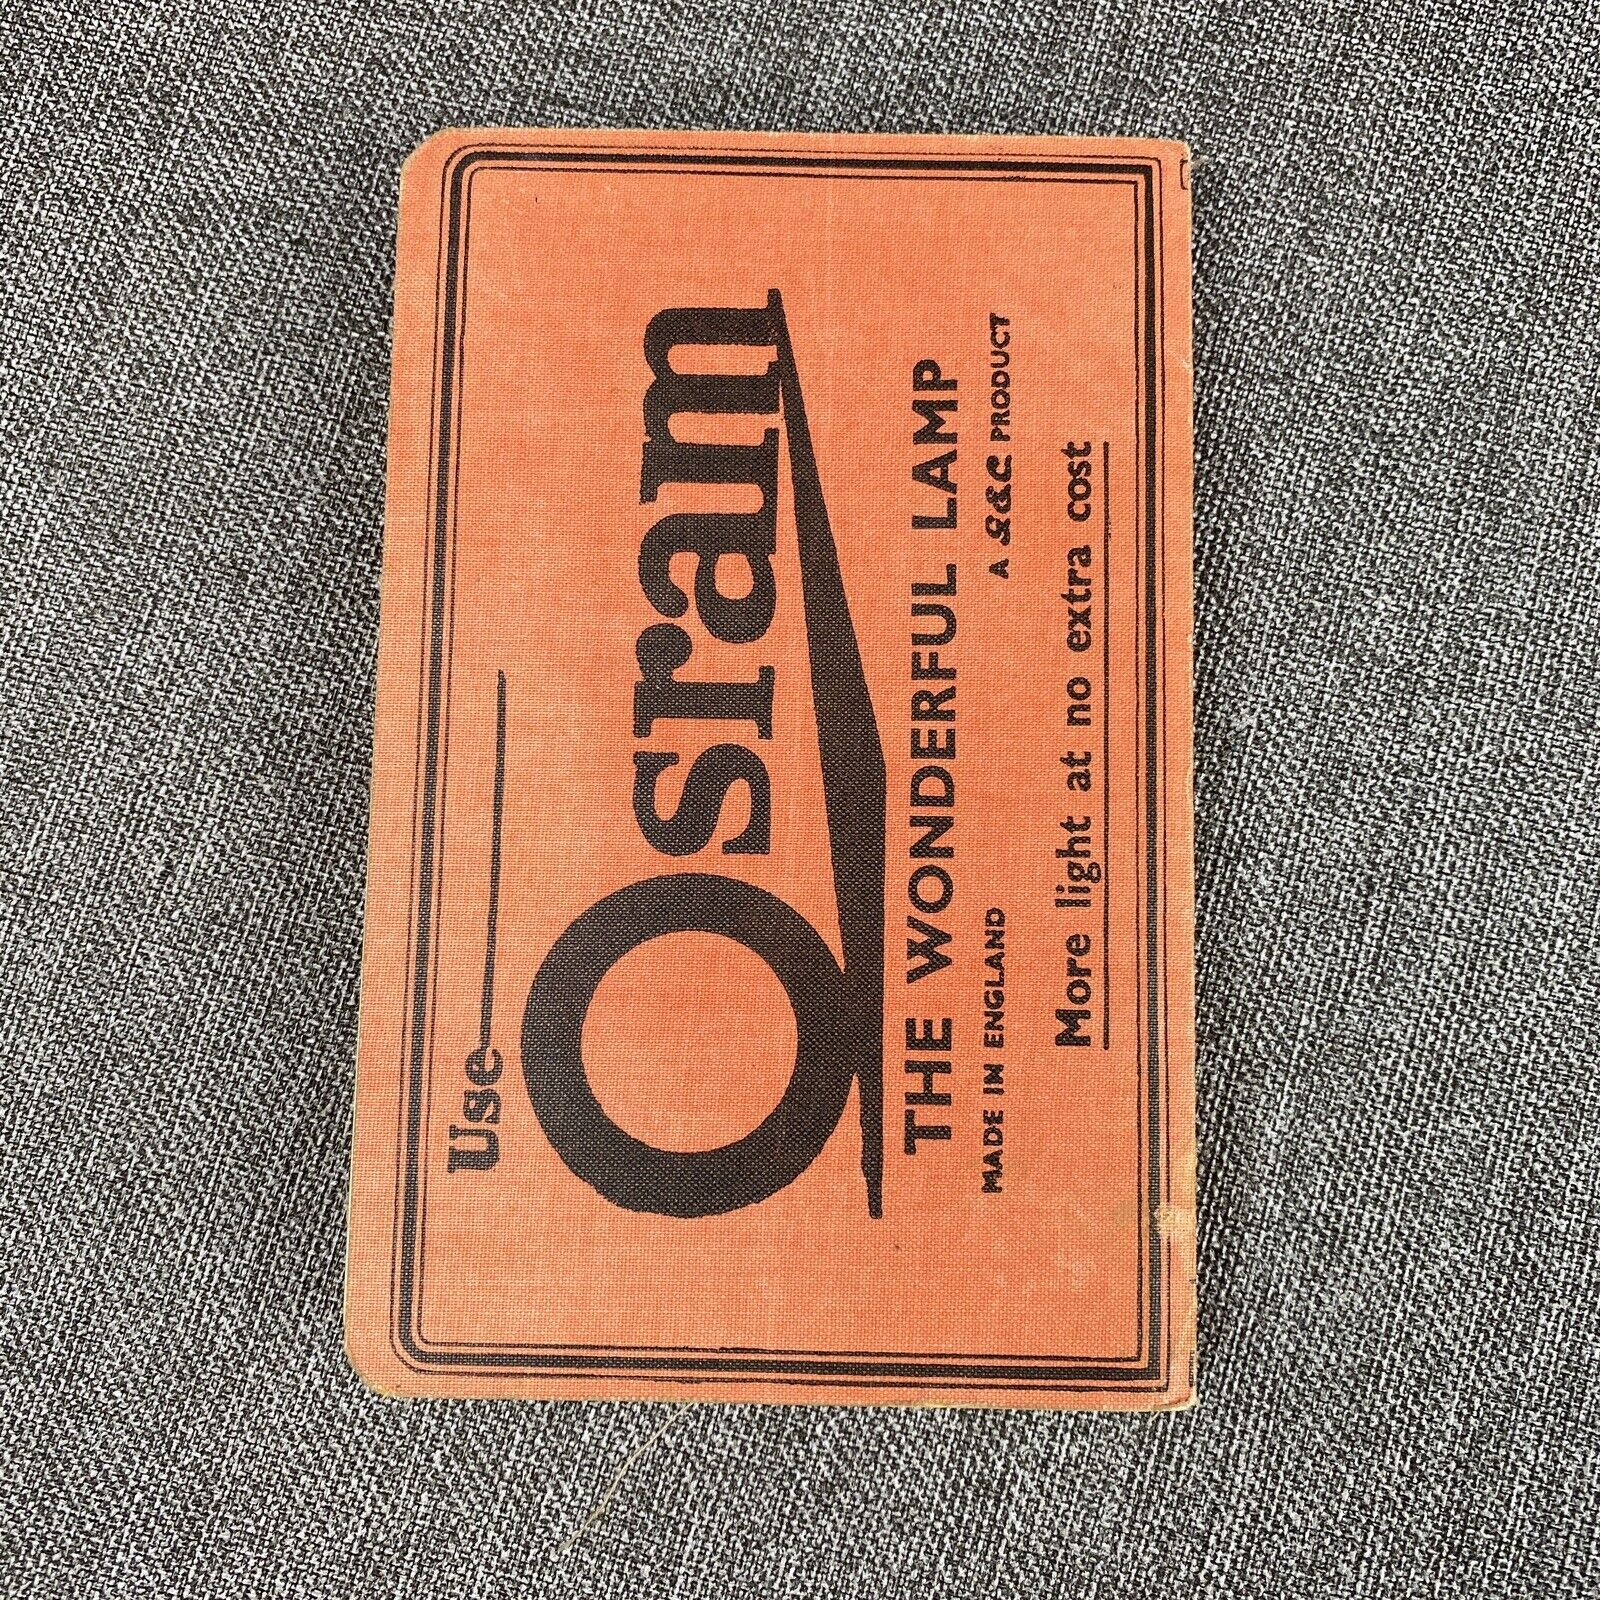 Use
Osram
THE WONDERFUL LAMP
MADE IN ENGLAND A G.E.C. PRODUCT
More light at no extra cost